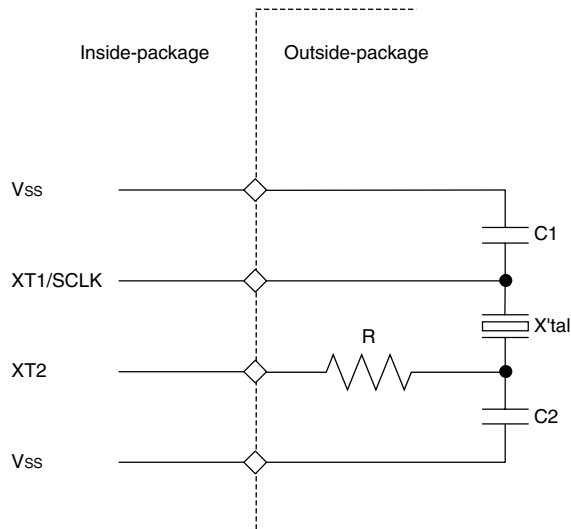 Inside-package
Outside-package
Vss
C1
XT1/SCLK
X'tal
R
XT2
C2
Vss